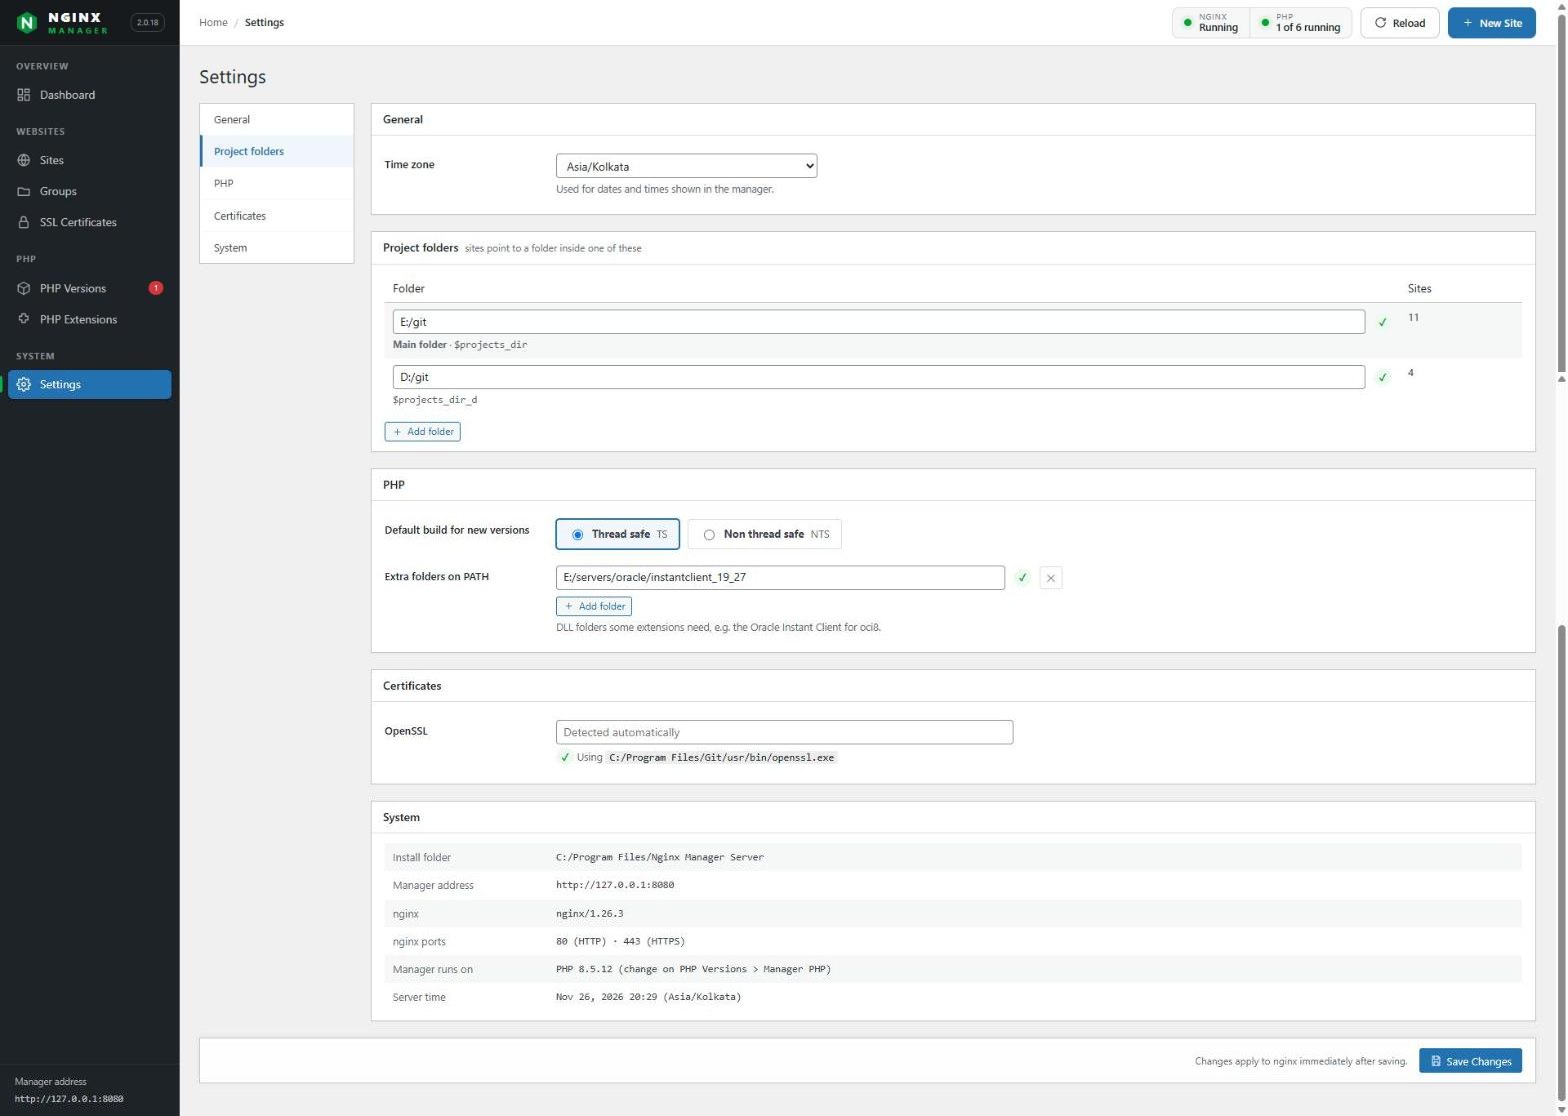 NGINX
MANAGER
2.0.18
OVERVIEW
Dashboard
WEBSITES
Sites
Groups
SSL Certificates
PHP
PHP Versions
1
PHP Extensions
SYSTEM
Settings
Manager address
http://127.0.0.1:8080
Home / Settings
NGINX
Running
PHP
1 of 6 running
Reload
+ New Site
Settings
General
Project folders
PHP
Certificates
System
General
Time zone
Asia/Kolkata
Used for dates and times shown in the manager.
Project folders sites point to a folder inside one of these
Folder Sites
E:/git 11
Main folder · $projects_dir
D:/git 4
$projects_dir_d
+ Add folder
PHP
Default build for new versions Thread safe TS Non thread safe NTS
Extra folders on PATH E:/servers/oracle/instantclient_19_27
+ Add folder
DLL folders some extensions need, e.g. the Oracle Instant Client for oci8.
Certificates
OpenSSL Detected automatically
Using C:/Program Files/Git/usr/bin/openssl.exe
System
Install folder C:/Program Files/Nginx Manager Server
Manager address http://127.0.0.1:8080
nginx nginx/1.26.3
nginx ports 80 (HTTP) · 443 (HTTPS)
Manager runs on PHP 8.5.12 (change on PHP Versions > Manager PHP)
Server time Nov 26, 2026 20:29 (Asia/Kolkata)
Changes apply to nginx immediately after saving. Save Changes